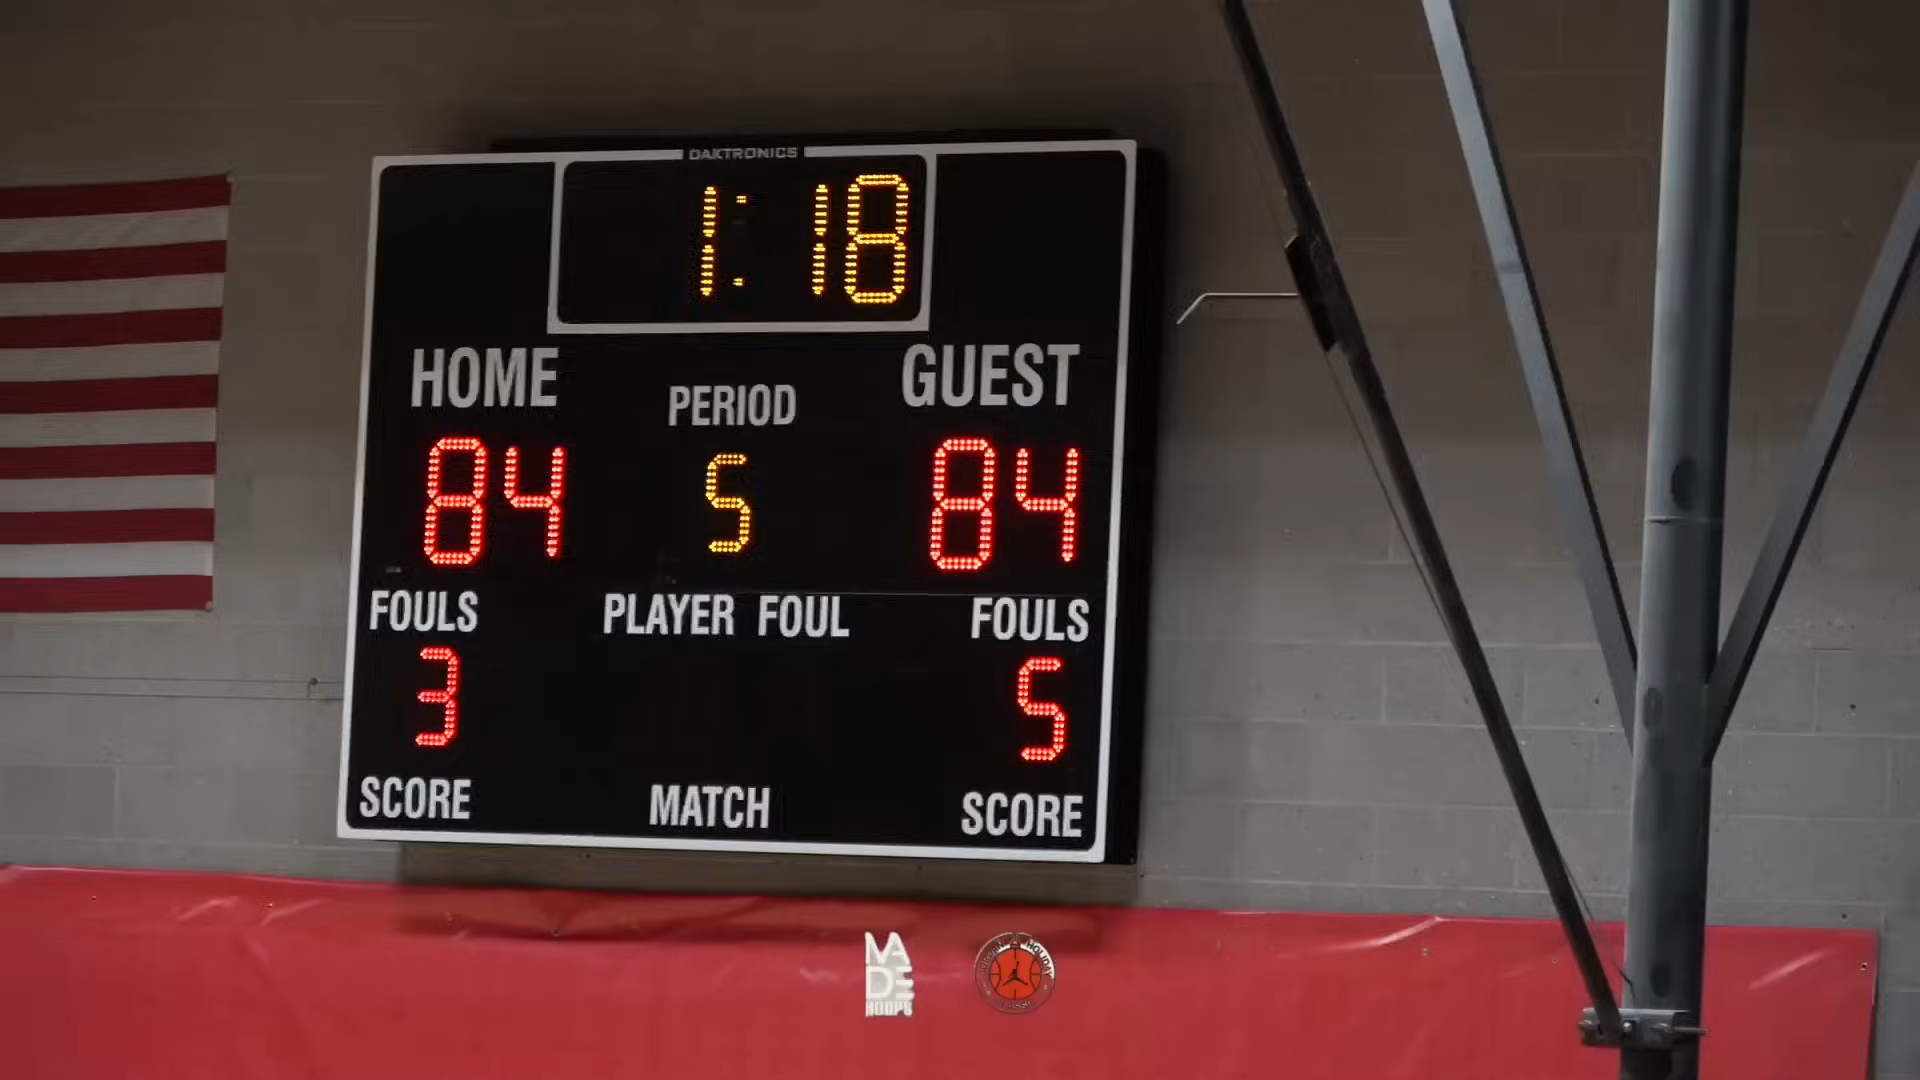 DAKTRONICS
1:18
HOME PERIOD GUEST
84 5 84
FOULS PLAYER FOUL FOULS
3 5
SCORE MATCH SCORE
MADE
HOOPS